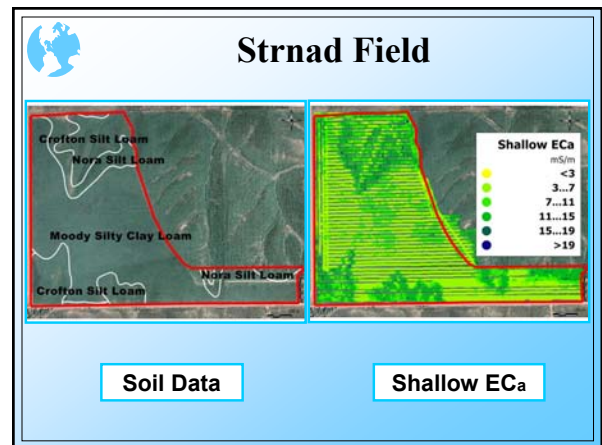 Strnad Field
Crofton Silt Loam
Nora Silt Loam
Moody Silty Clay Loam
Nora Silt Loam
Crofton Silt Loam
Shallow ECa
mS/m
<3
3...7
7...11
11...15
15...19
>19
Soil Data
Shallow ECa